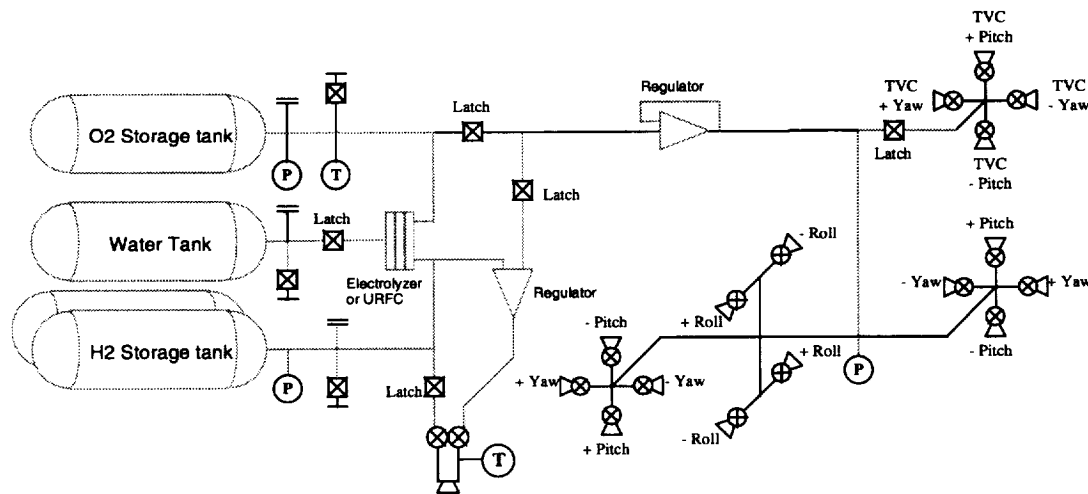 TVC
+ Pitch
Regulator
TVC
+ Yaw
TVC
- Yaw
Latch
O2 Storage tank
P
T
Latch
TVC
- Pitch
Latch
Latch
Water Tank
+ Pitch
- Roll
Electrolyzer
or URFC
Regulator
- Yaw
+ Yaw
+ Roll
- Pitch
+ Roll
- Pitch
H2 Storage tank
P
P
Latch
+ Yaw
- Yaw
- Roll
+ Pitch
T